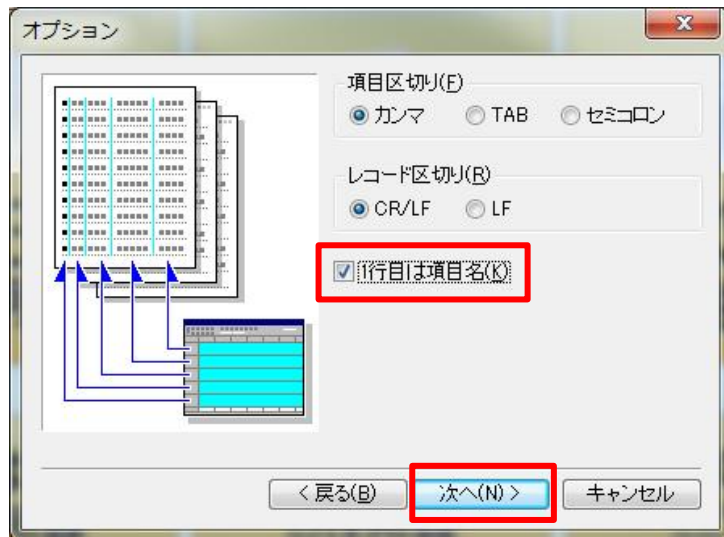 オプション
項目区切り(F)
カンマ TAB セミコロン
レコード区切り(R)
CR/LF LF
1行目は項目名(K)
< 戻る(B) 次へ(N) > キャンセル